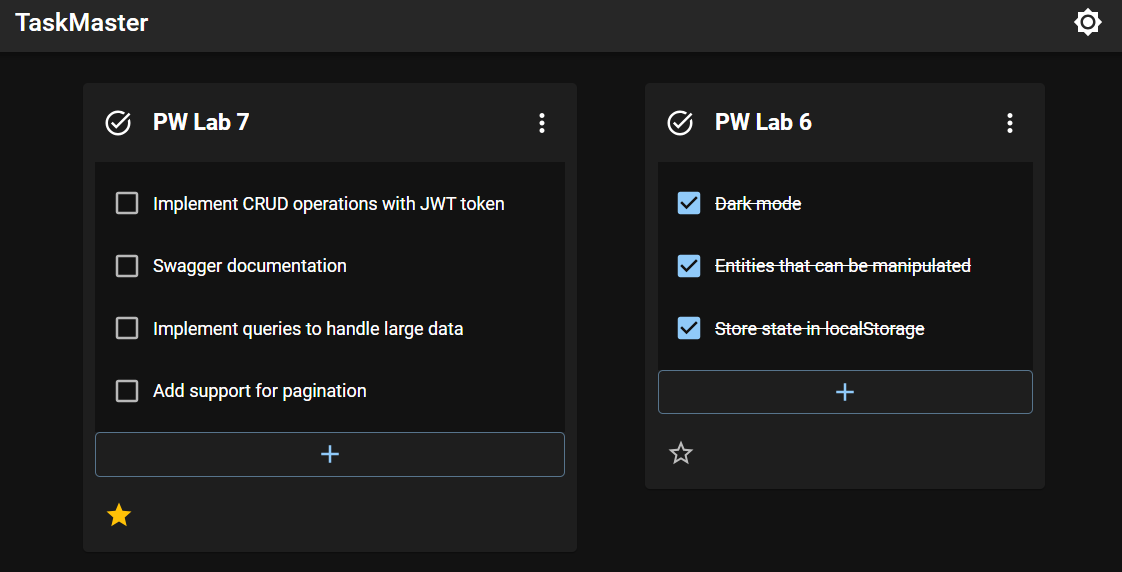 TaskMaster
PW Lab 7
Implement CRUD operations with JWT token
Swagger documentation
Implement queries to handle large data
Add support for pagination
+
PW Lab 6
Dark mode
Entities that can be manipulated
Store state in localStorage
+